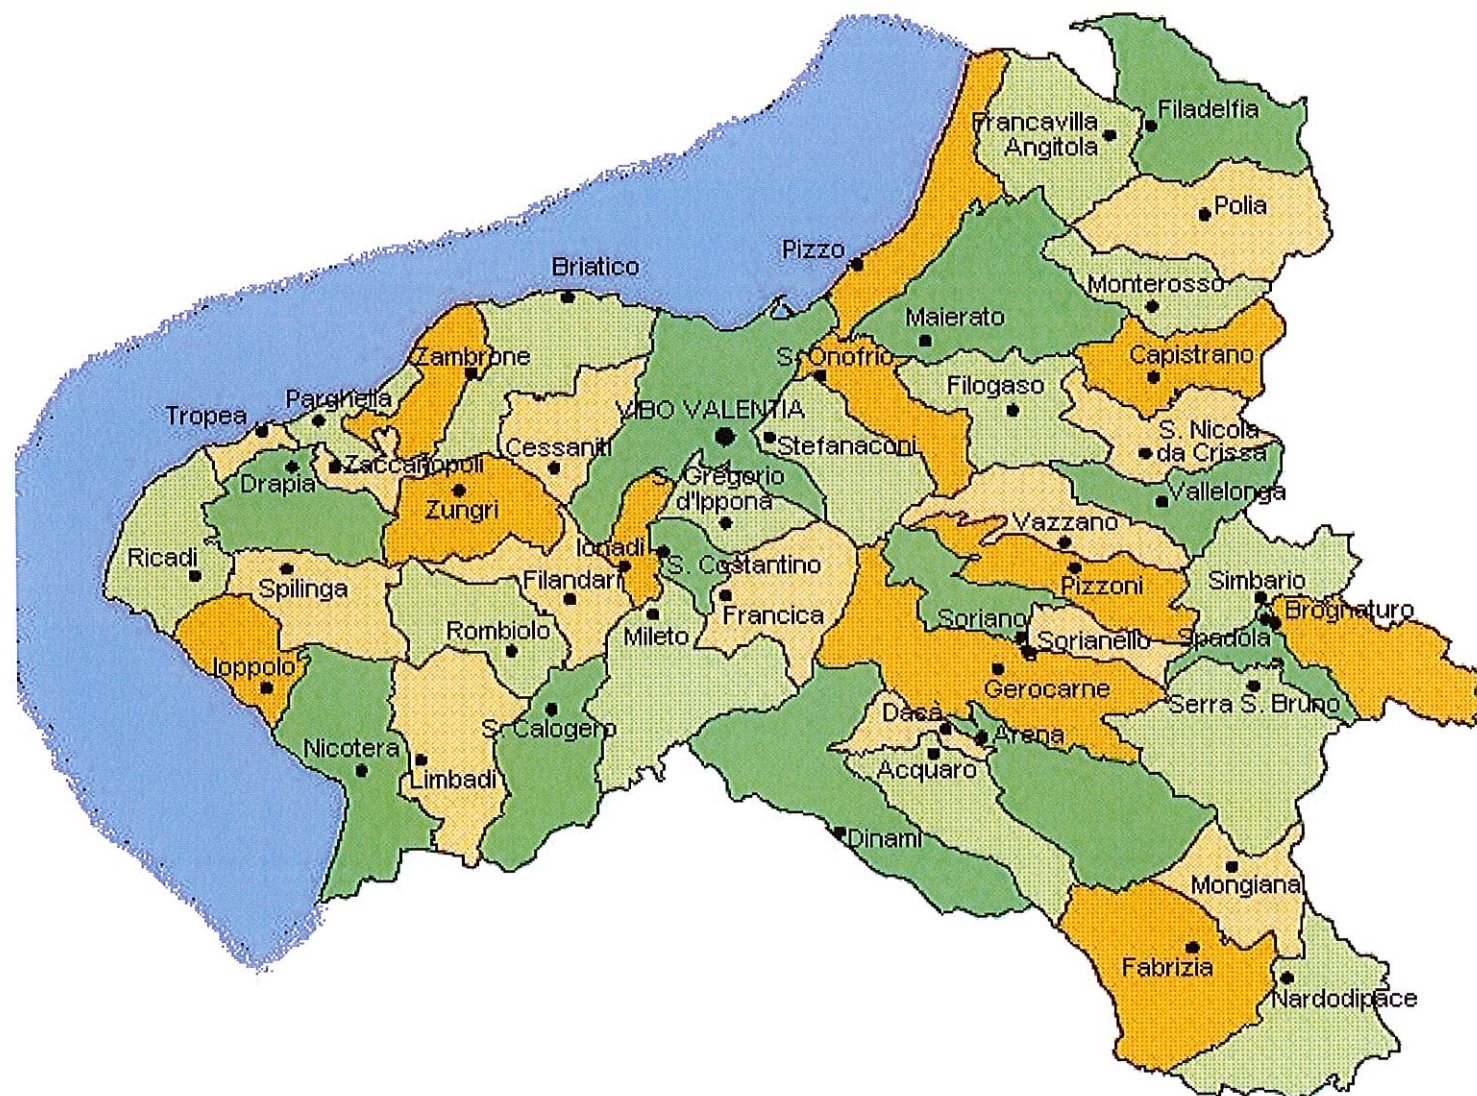 Filadelfia
Francavilla
Angitola
Polia
Pizzo
Briatico
Monterosso
Maierato
Zambrone
S. Onofrio
Capistrano
Filogaso
Parghelia
Tropea
VIBO VALENTIA
S. Nicola
da Crissa
Cessaniti
Stefanaconi
Zaccanopoli
Drapia
S. Gregorio
d'Ippona
Vallelonga
Zungri
Vazzano
Ionadi
Ricadi
S. Costantino
Spilinga
Filandari
Pizzoni
Simbario
Francica
Brognaturo
Rombiolo
Mileto
Soriano
Sorianello
Spadola
Ioppolo
Gerocarne
Serra S. Bruno
Dacà
S. Calogero
Arena
Nicotera
Acquaro
Limbadi
Dinami
Mongiana
Fabrizia
Nardodipace